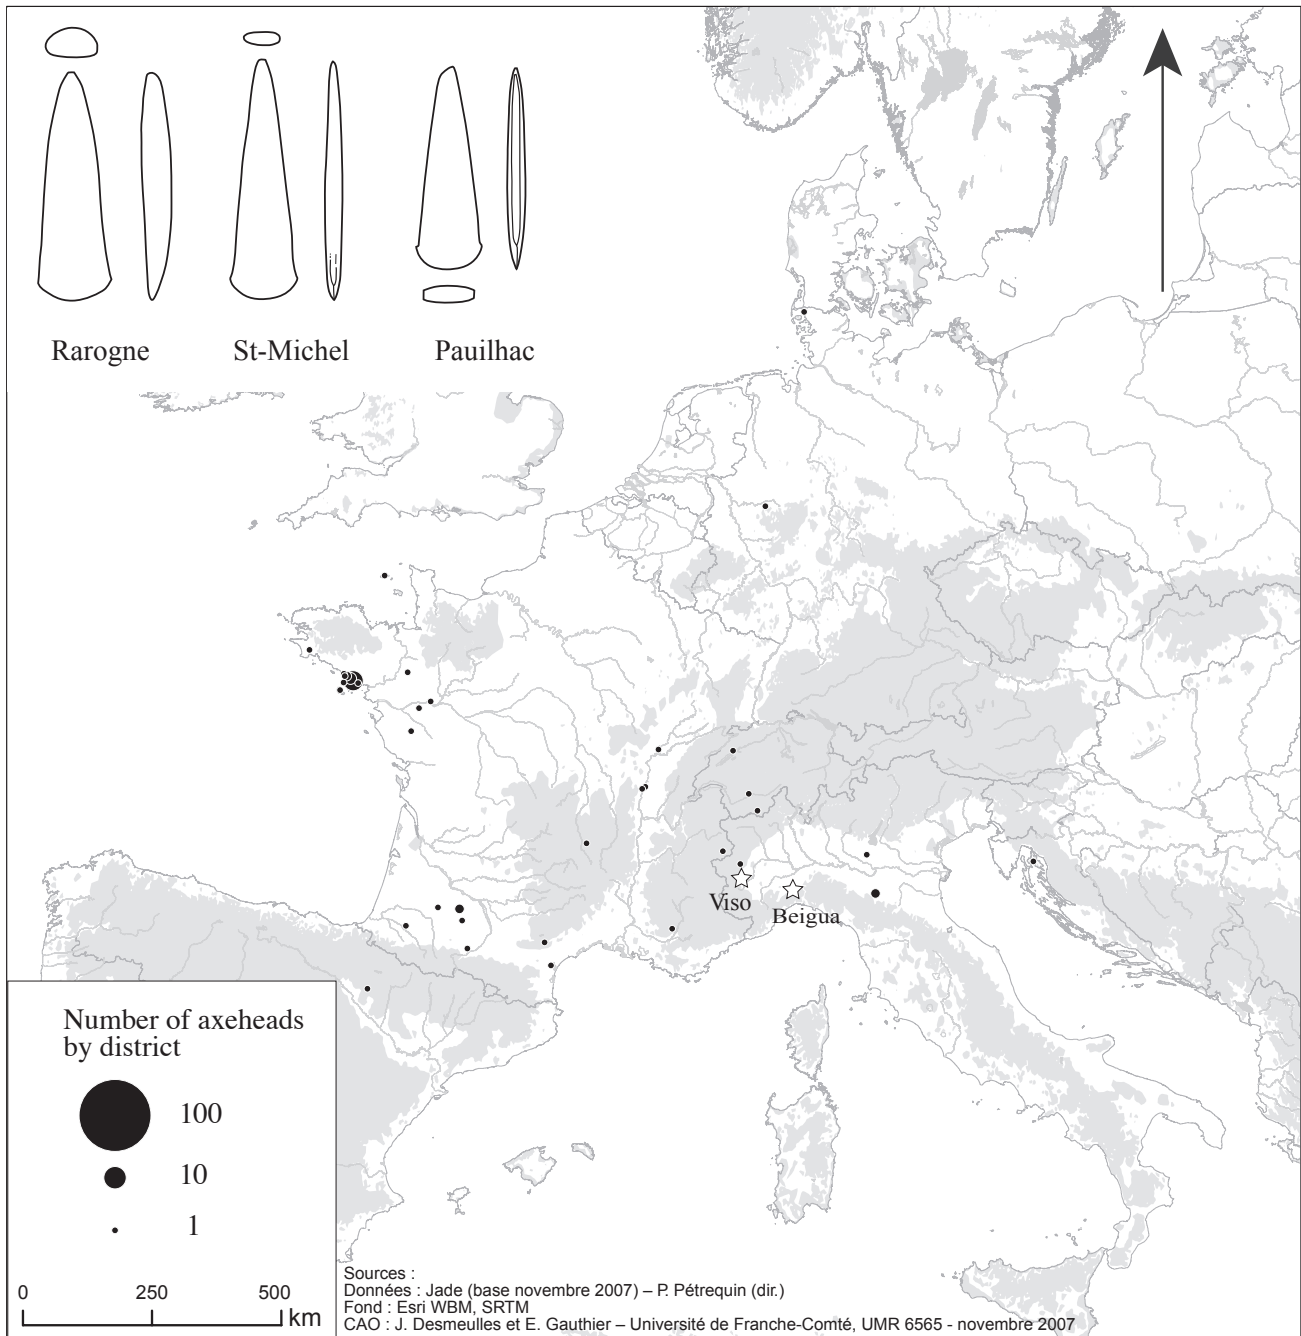 Rarogne
St-Michel
Pauilhac
Viso
Beigua
Number of axeheads
by district
100
10
1
0
250
500
km
Sources :
Données : Jade (base novembre 2007) – P. Pétrequin (dir.)
Fond : Esri WBM, SRTM
CAO : J. Desmeulles et E. Gauthier – Université de Franche-Comté, UMR 6565 - novembre 2007